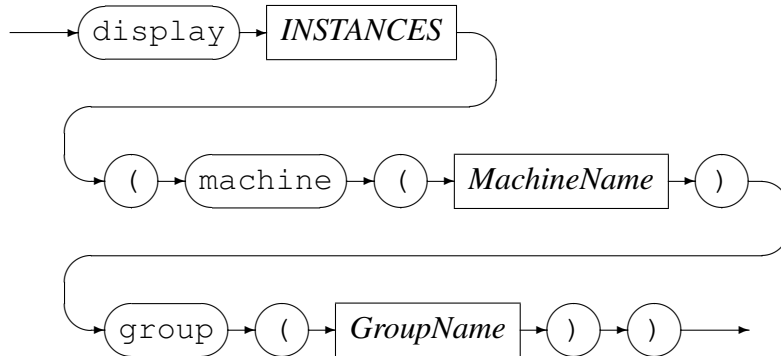 display INSTANCES
( machine ( MachineName )
group ( GroupName ) )